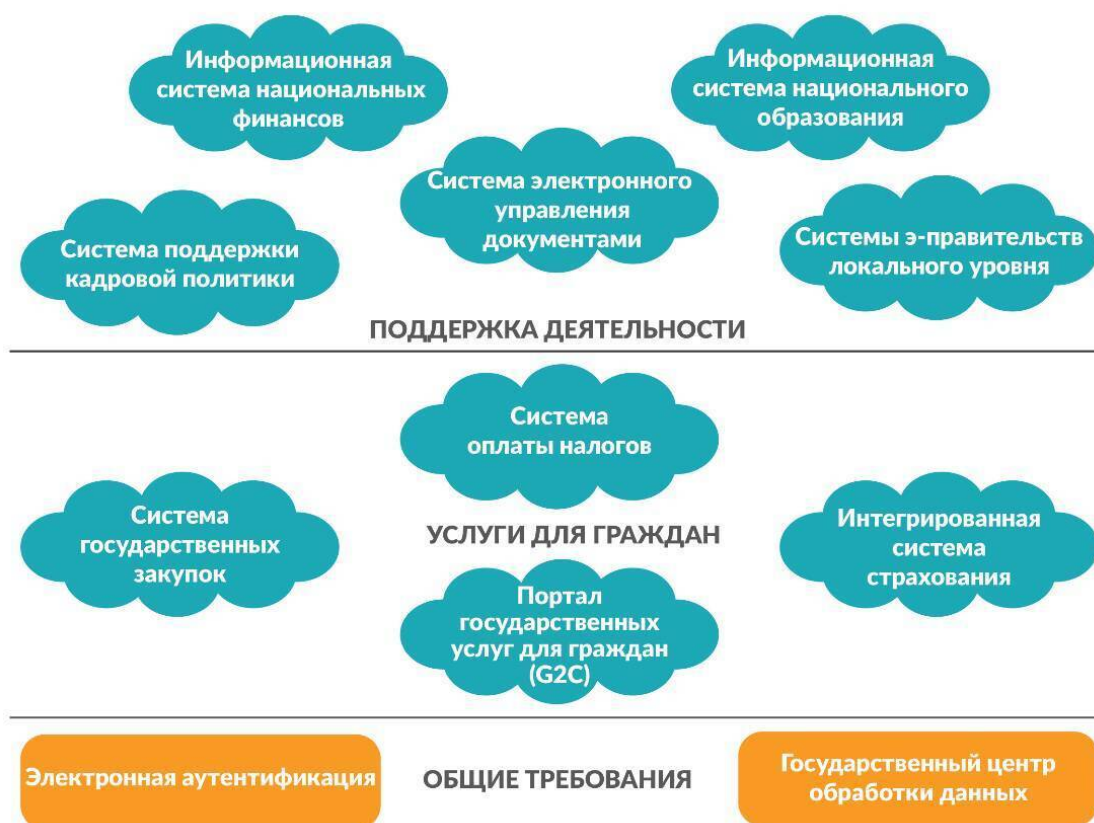 Информационная
система национальных
финансов
Информационная
система национального
образования
Система электронного
управления
документами
Система поддержки
кадровой политики
Системы э-правительств
локального уровня
ПОДДЕРЖКА ДЕЯТЕЛЬНОСТИ
Система
оплаты налогов
Система
государственных
закупок
УСЛУГИ ДЛЯ ГРАЖДАН
Интегрированная
система
страхования
Портал
государственных
услуг для граждан
(G2C)
Электронная аутентификация
ОБЩИЕ ТРЕБОВАНИЯ
Государственный центр
обработки данных